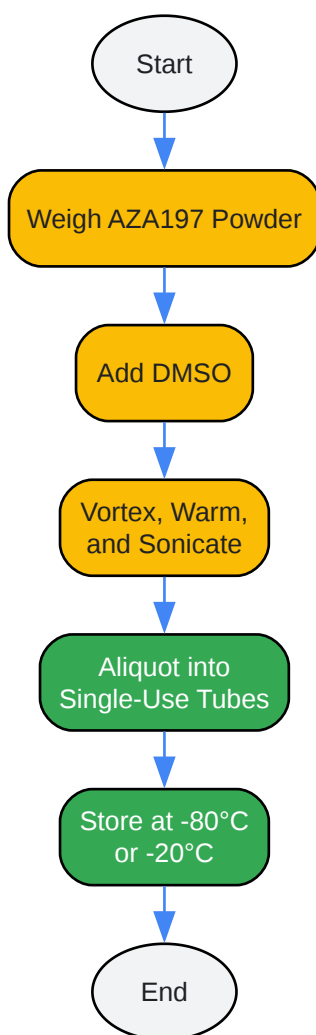 Start
Weigh AZA197 Powder
Add DMSO
Vortex, Warm,
and Sonicate
Aliquot into
Single-Use Tubes
Store at -80°C
or -20°C
End